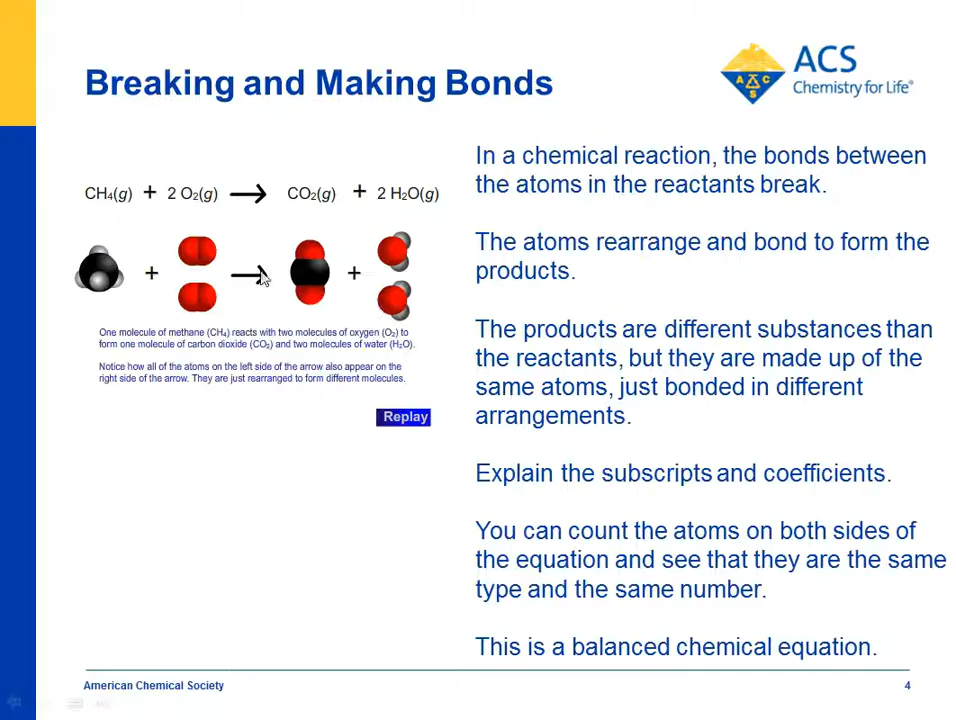 Breaking and Making Bonds
ACS
Chemistry for Life®
A C C S
CH₄(g) + 2 O₂(g) → CO₂(g) + 2 H₂O(g)
+ → +
One molecule of methane (CH₄) reacts with two molecules of oxygen (O₂) to
form one molecule of carbon dioxide (CO₂) and two molecules of water (H₂O).
Notice how all of the atoms on the left side of the arrow also appear on the
right side of the arrow. They are just rearranged to form different molecules.
Replay
In a chemical reaction, the bonds between
the atoms in the reactants break.
The atoms rearrange and bond to form the
products.
The products are different substances than
the reactants, but they are made up of the
same atoms, just bonded in different
arrangements.
Explain the subscripts and coefficients.
You can count the atoms on both sides of
the equation and see that they are the same
type and the same number.
This is a balanced chemical equation.
American Chemical Society
4